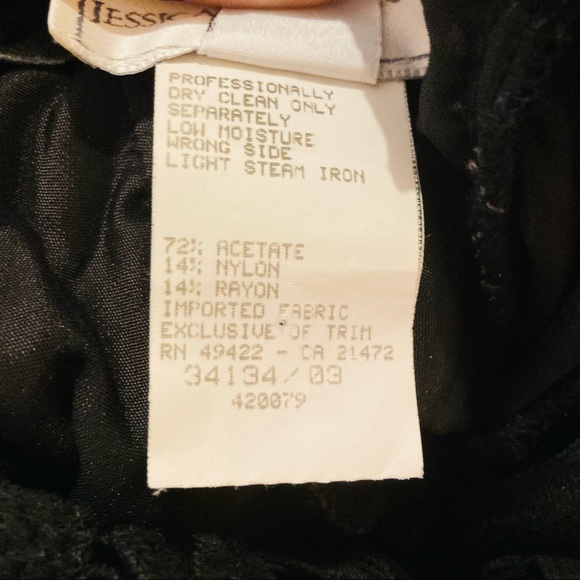 JESSICA
PROFESSIONALLY
DRY CLEAN ONLY
SEPARATELY
LOW MOISTURE
WRONG SIDE
LIGHT STEAM IRON
72% ACETATE
14% NYLON
14% RAYON
IMPORTED FABRIC
EXCLUSIVE OF TRIM
RN 49422 - CA 21472
34134/03
420079